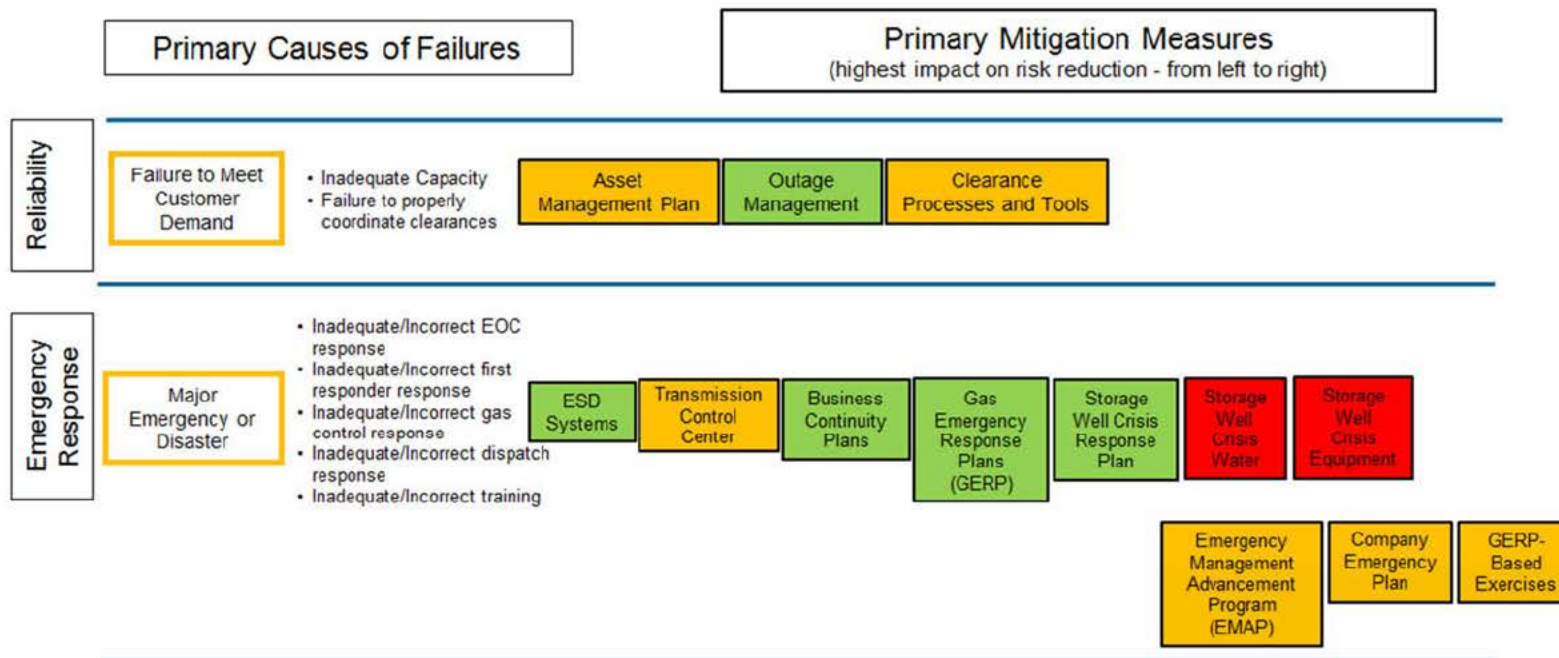 Primary Causes of Failures
Primary Mitigation Measures
(highest impact on risk reduction - from left to right)
Reliability
Failure to Meet
Customer
Demand
• Inadequate Capacity
• Failure to properly
coordinate clearances
Asset
Management Plan
Outage
Management
Clearance
Processes and Tools
Emergency
Response
Major
Emergency or
Disaster
• Inadequate/Incorrect EOC
response
• Inadequate/Incorrect first
responder response
• Inadequate/Incorrect gas
control response
• Inadequate/Incorrect dispatch
response
• Inadequate/Incorrect training
ESD
Systems
Transmission
Control
Center
Business
Continuity
Plans
Gas
Emergency
Response
Plans
(GERP)
Storage
Well Crisis
Response
Plan
Storage
Well
Crisis
Water
Storage
Well
Crisis
Equipment
Emergency
Management
Advancement
Program
(EMAP)
Company
Emergency
Plan
GERP-
Based
Exercises